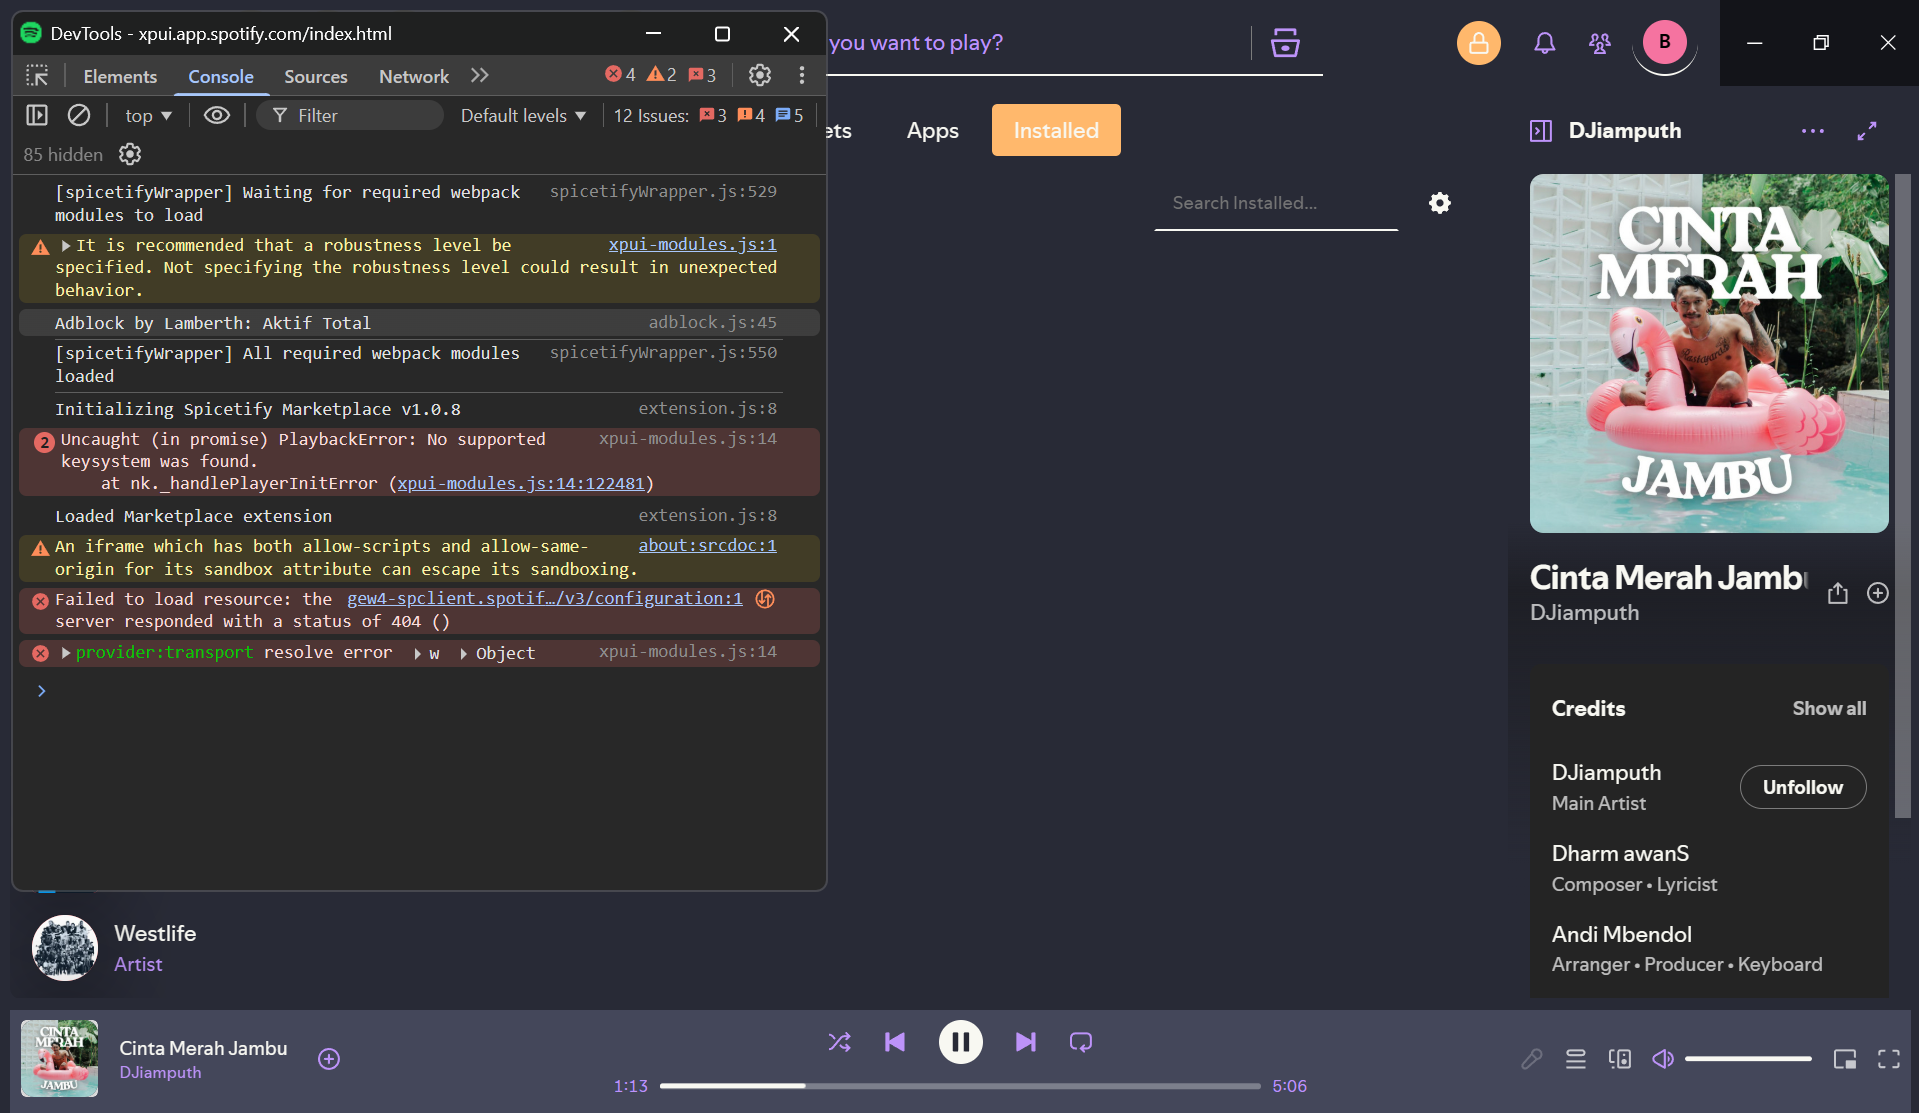 DevTools - xpui.app.spotify.com/index.html
Elements
Console
Sources
Network
4
2
3
top
Filter
Default levels
12 Issues:
3
4
5
85 hidden
[spicetifyWrapper] Waiting for required webpack
modules to load
spicetifyWrapper.js:529
It is recommended that a robustness level be
xpui-modules.js:1
specified. Not specifying the robustness level could result in unexpected
behavior.
Adblock by Lamberth: Aktif Total
adblock.js:45
[spicetifyWrapper] All required webpack modules
loaded
spicetifyWrapper.js:550
Initializing Spicetify Marketplace v1.0.8
extension.js:8
2
Uncaught (in promise) PlaybackError: No supported
xpui-modules.js:14
keysystem was found.
at nk._handlePlayerInitError (xpui-modules.js:14:122481)
Loaded Marketplace extension
extension.js:8
An iframe which has both allow-scripts and allow-same-
about:srcdoc:1
origin for its sandbox attribute can escape its sandboxing.
Failed to load resource: the
gew4-spclient.spotif…/v3/configuration:1
server responded with a status of 404 ()
provider:transport resolve error w Object
xpui-modules.js:14
you want to play?
B
ets
Apps
Installed
Search Installed...
DJiamputh
CINTA
MERAH
JAMBU
Cinta Merah Jambu
DJiamputh
Credits
Show all
DJiamputh
Main Artist
Unfollow
Dharm awanS
Composer • Lyricist
Andi Mbendol
Arranger • Producer • Keyboard
Westlife
Artist
CINTA
MERAH
JAMBU
Cinta Merah Jambu
DJiamputh
1:13
5:06